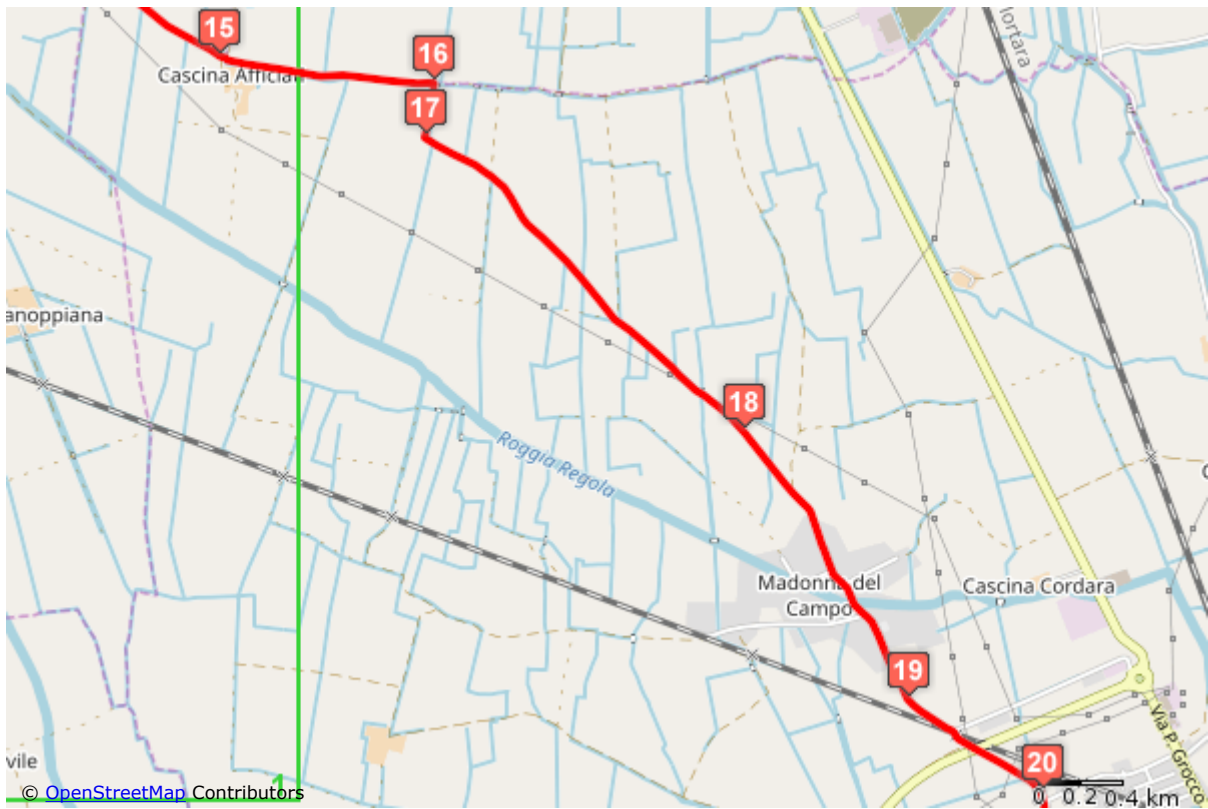 15
Cascina Afficiat
16
17
Mortara
anoppiana
18
Roggia Regola
Madonna del
Campo
Cascina Cordara
19
Via P. Grocco
20
vile
1
© OpenStreetMap Contributors
0 0.2 0.4 km